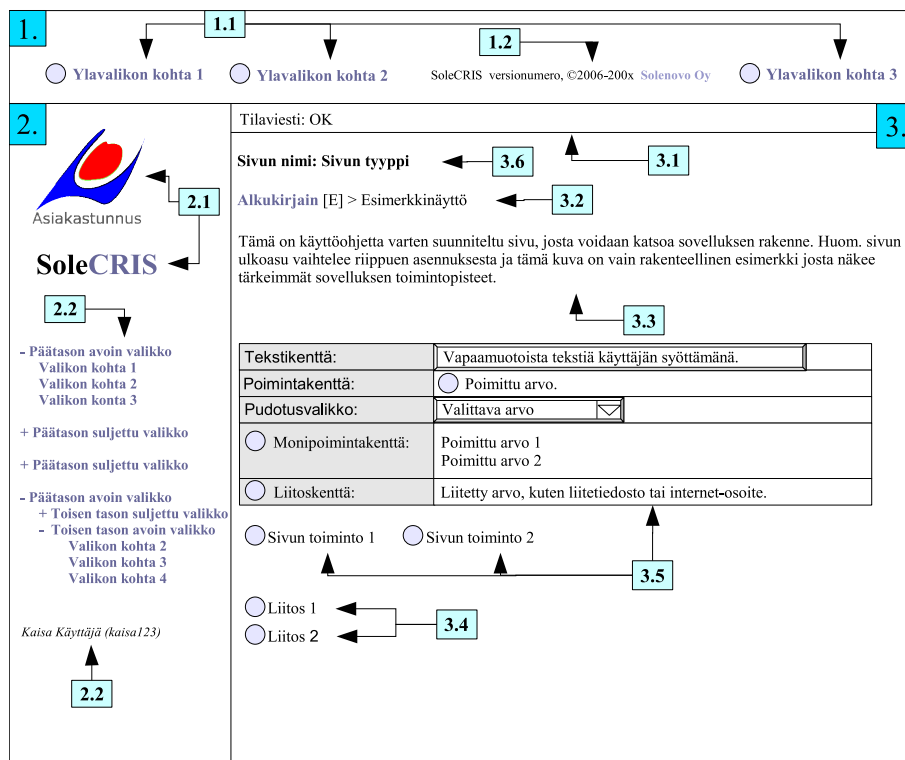 1.
1.1
1.2
Ylavalikon kohta 1
Ylavalikon kohta 2
SoleCRIS versionumero, ©2006-200x Solenovo Oy
Ylavalikon kohta 3
2.
Asiakastunnus
2.1
SoleCRIS
2.2
- Päätason avoin valikko
Valikon kohta 1
Valikon kohta 2
Valikon konta 3
+ Päätason suljettu valikko
+ Päätason suljettu valikko
- Päätason avoin valikko
+ Toisen tason suljettu valikko
- Toisen tason avoin valikko
Valikon kohta 2
Valikon kohta 3
Valikon kohta 4
Kaisa Käyttäjä (kaisa123)
2.2
Tilaviesti: OK
3.
3.1
Sivun nimi: Sivun tyyppi
3.6
Alkukirjain [E] > Esimerkkinäyttö
3.2
Tämä on käyttöohjetta varten suunniteltu sivu, josta voidaan katsoa sovelluksen rakenne. Huom. sivun
ulkoasu vaihtelee riippuen asennuksesta ja tämä kuva on vain rakenteellinen esimerkki josta näkee
tärkeimmät sovelluksen toimintopisteet.
3.3
Tekstikenttä: Vapaamuotoista tekstiä käyttäjän syöttämänä.
Poimintakenttä: Poimittu arvo.
Pudotusvalikko: Valittava arvo
Monipoimintakenttä: Poimittu arvo 1
Poimittu arvo 2
Liitoskenttä: Liitetty arvo, kuten liitetiedosto tai internet-osoite.
Sivun toiminto 1
Sivun toiminto 2
3.5
Liitos 1
Liitos 2
3.4